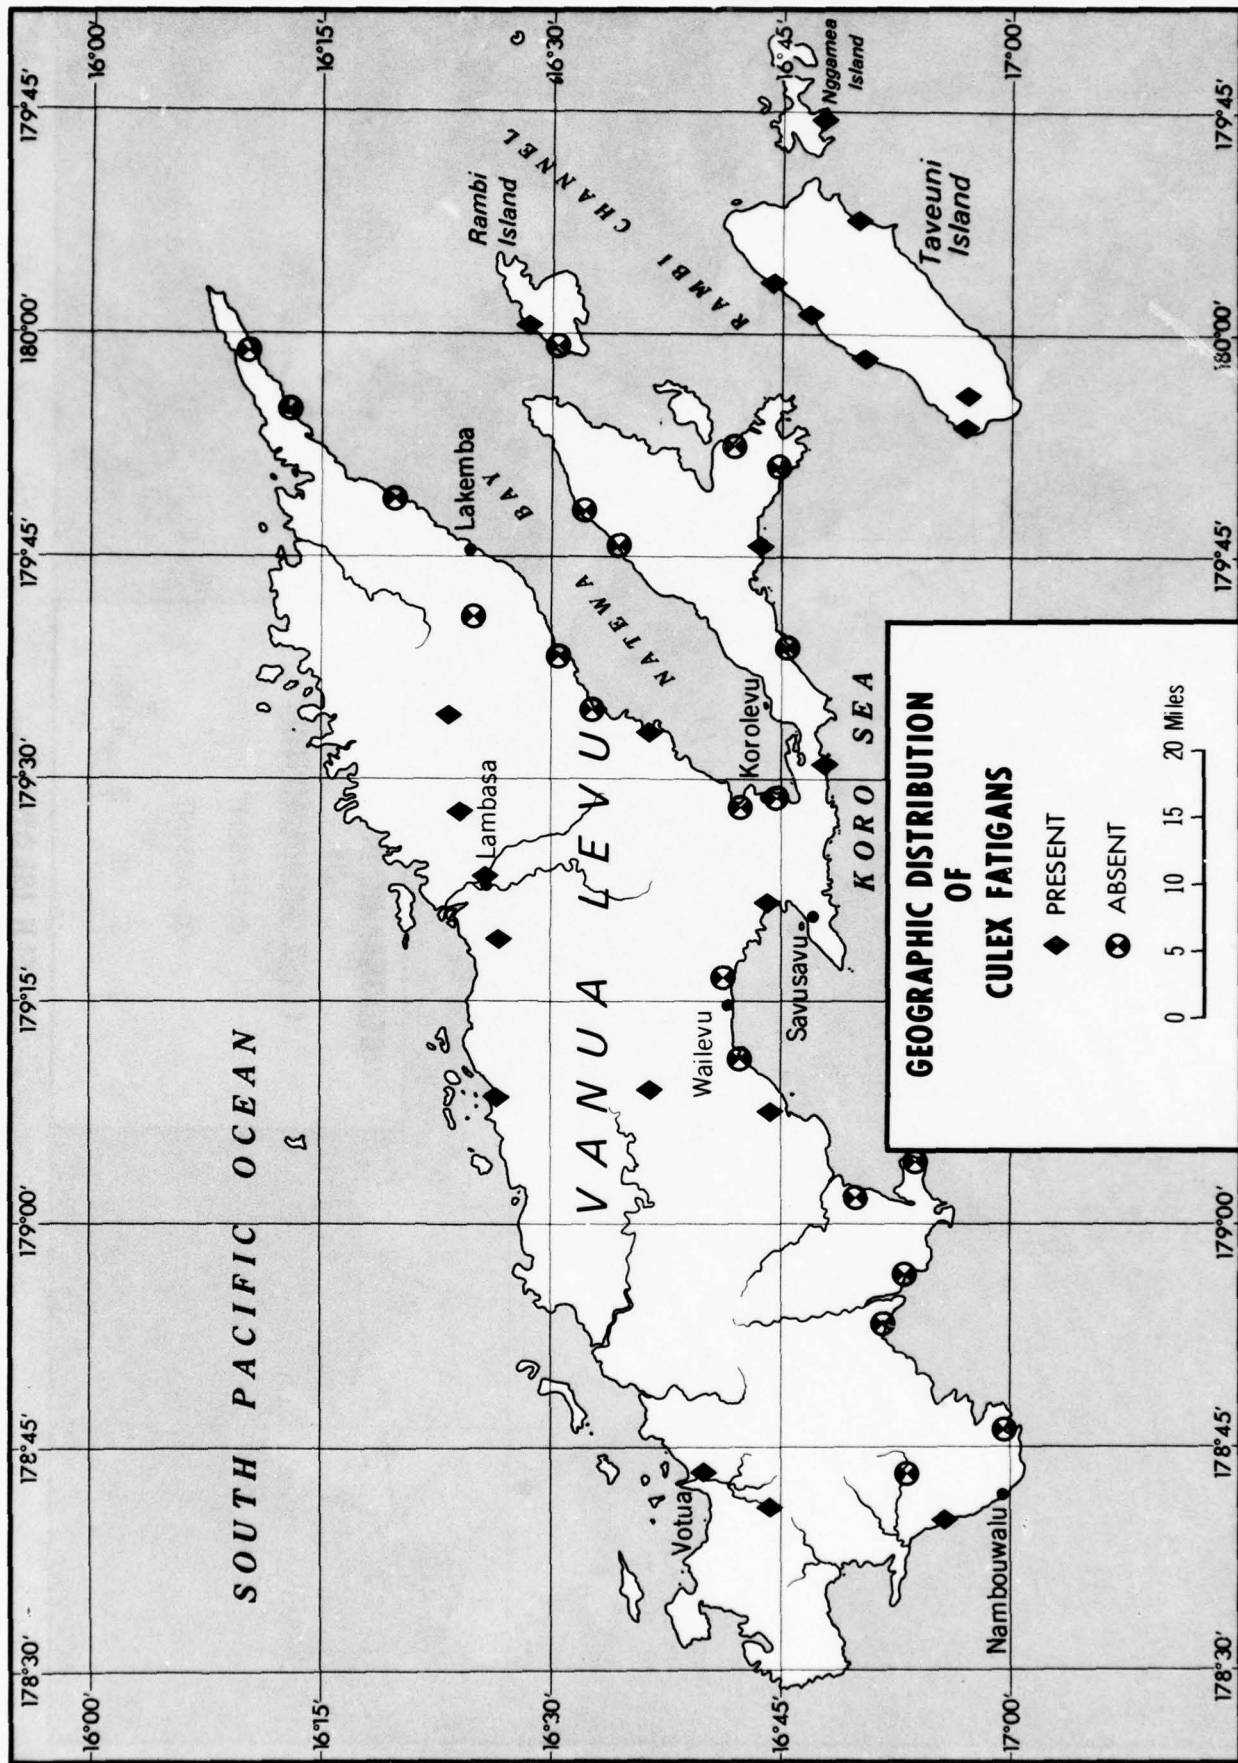 178°30′
178°45′
179°00′
179°15′
179°30′
179°45′
180°00′
179°45′
16°00′
16°00′
SOUTH PACIFIC OCEAN
16°15′
16°15′
Rambi
Island
Lakemba
Lambasa
16°30′
16°30′
NATEWA BAY
RAMBI CHANNEL
VANUA LEVU
Votua
Wailevu
Korolevu
16°45′
16°45′
Savusavu
Nggamea
Island
KORO SEA
Taveuni
Island
Nambouwalu
17°00′
17°00′
GEOGRAPHIC DISTRIBUTION
OF
CULEX FATIGANS
PRESENT
ABSENT
0 5 10 15 20 Miles
178°30′
178°45′
179°00′
179°15′
179°30′
179°45′
180°00′
179°45′